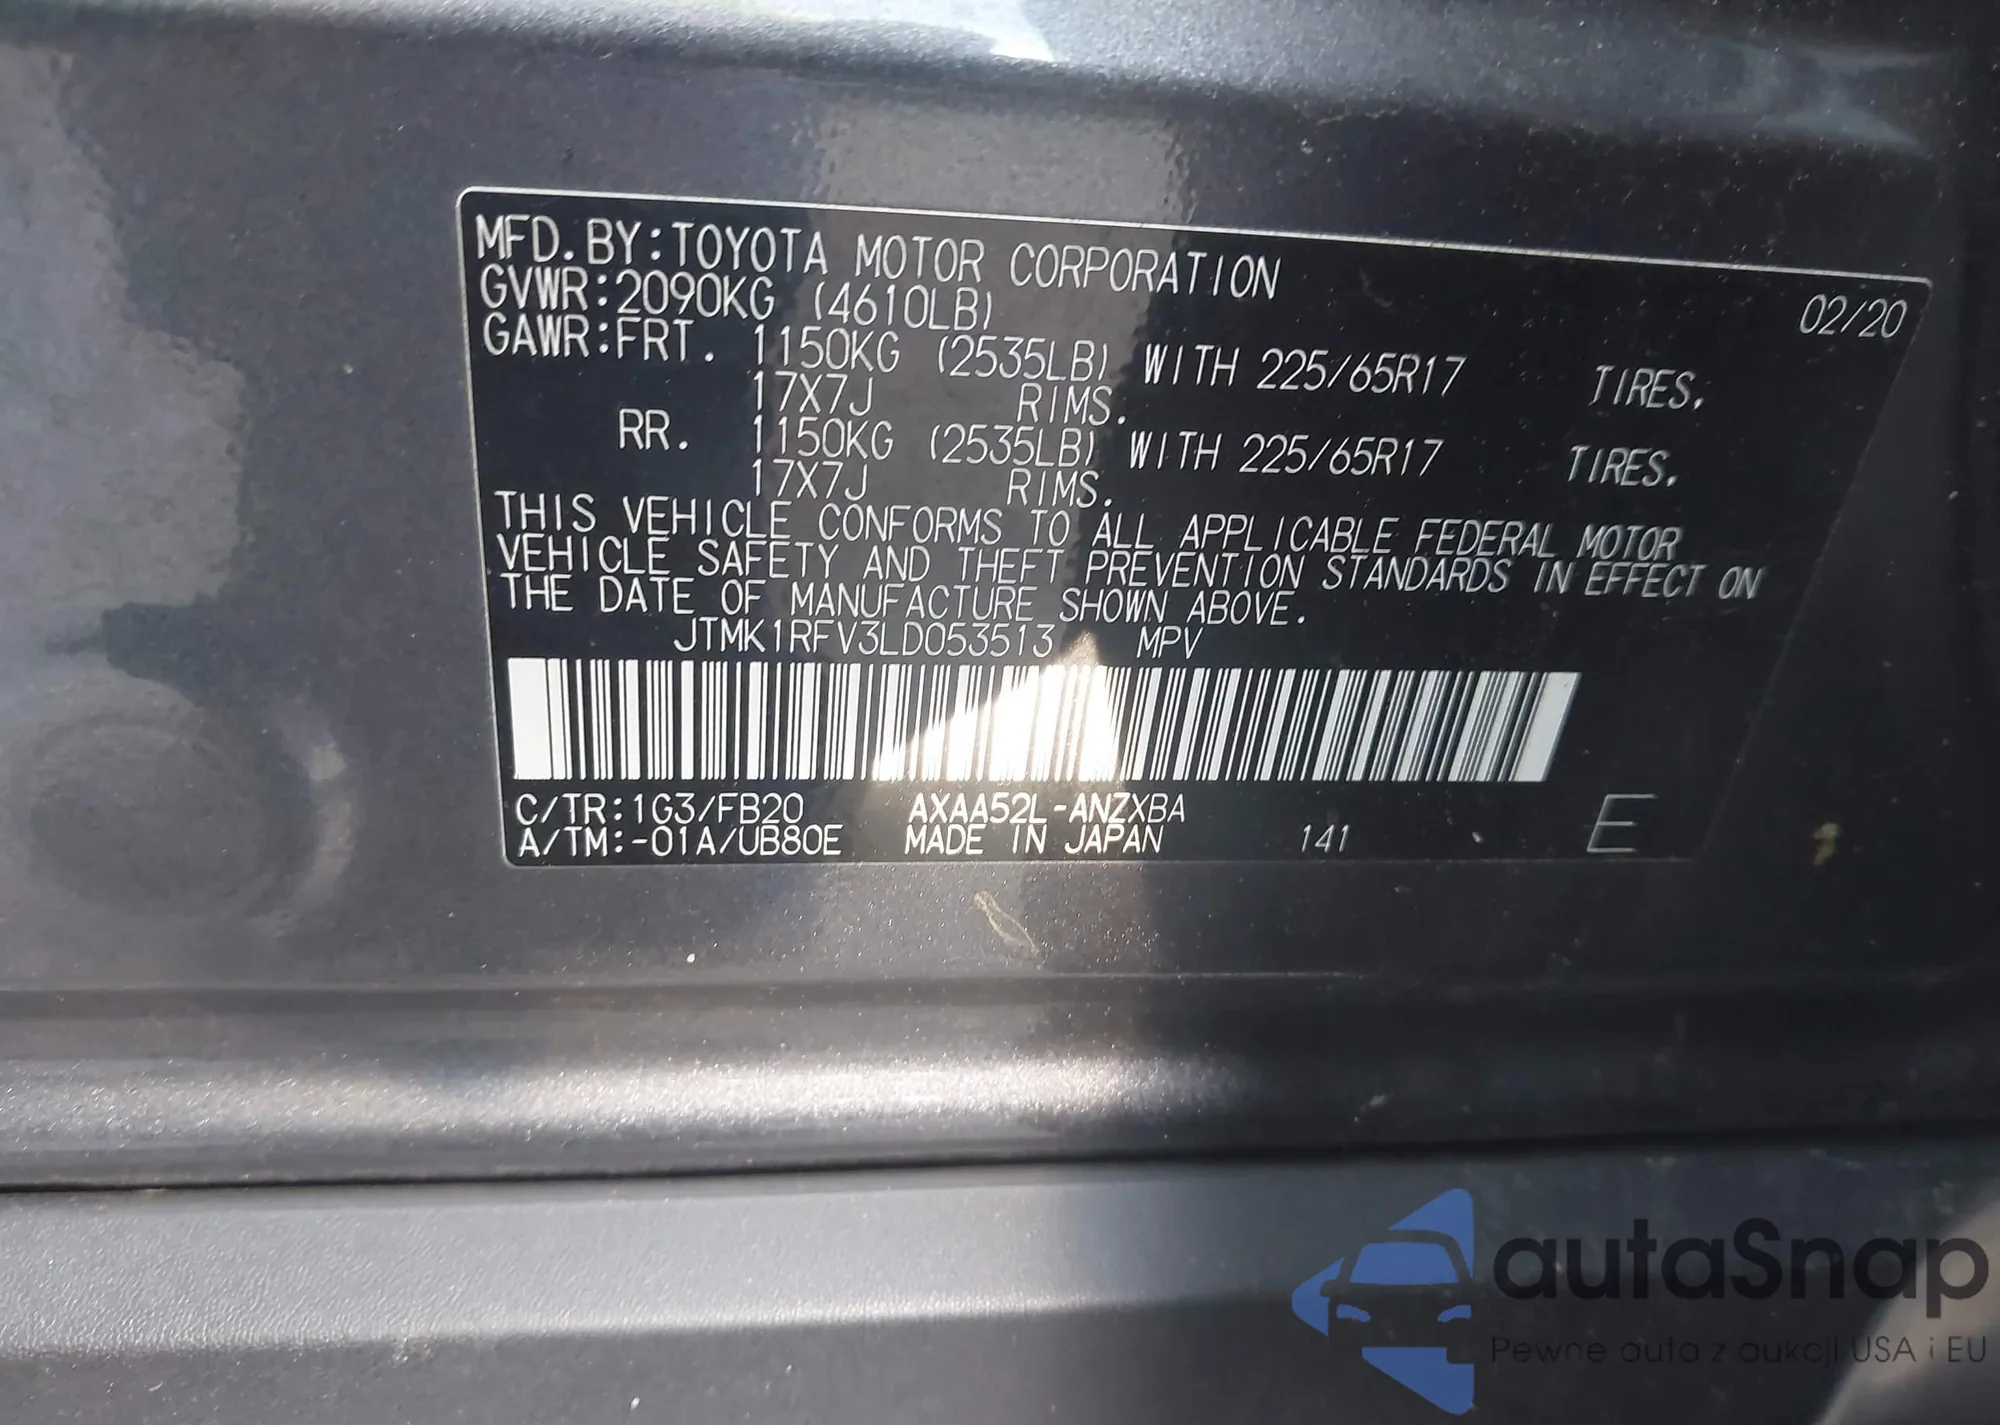 MFD.BY:TOYOTA MOTOR CORPORATION 02/20
GVWR:2090KG (4610LB)
GAWR:FRT. 1150KG (2535LB) WITH 225/65R17 TIRES,
17X7J RIMS.
RR. 1150KG (2535LB) WITH 225/65R17 TIRES,
17X7J RIMS.
THIS VEHICLE CONFORMS TO ALL APPLICABLE FEDERAL MOTOR
VEHICLE SAFETY AND THEFT PREVENTION STANDARDS IN EFFECT ON
THE DATE OF MANUFACTURE SHOWN ABOVE.
JTMK1RFV3LD053513 MPV
C/TR:1G3/FB20 AXAA52L-ANZXBA
A/TM:-01A/UB80E MADE IN JAPAN 141 E
autaSnap
Pewne auta z aukcji USA i EU